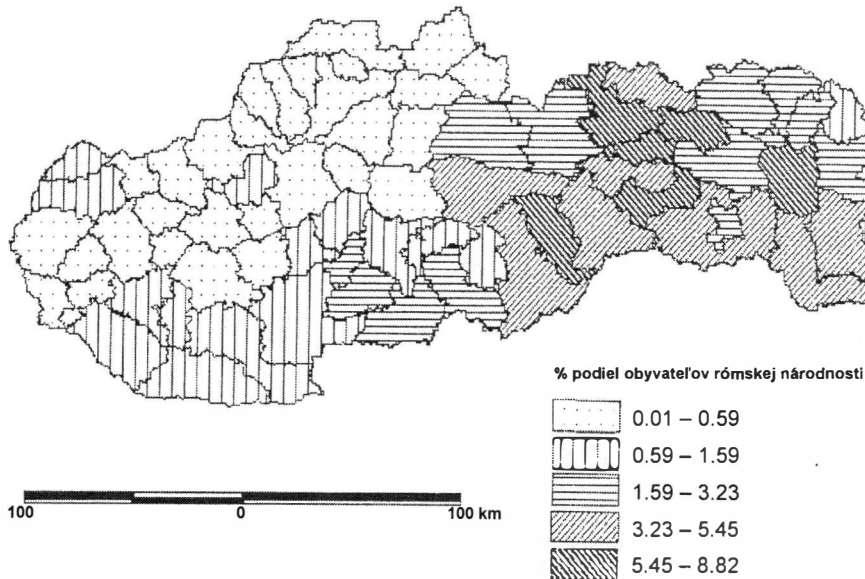 % podiel obyvateľov rómskej národnosti
0.01 – 0.59
0.59 – 1.59
1.59 – 3.23
3.23 – 5.45
5.45 – 8.82
100 0 100 km